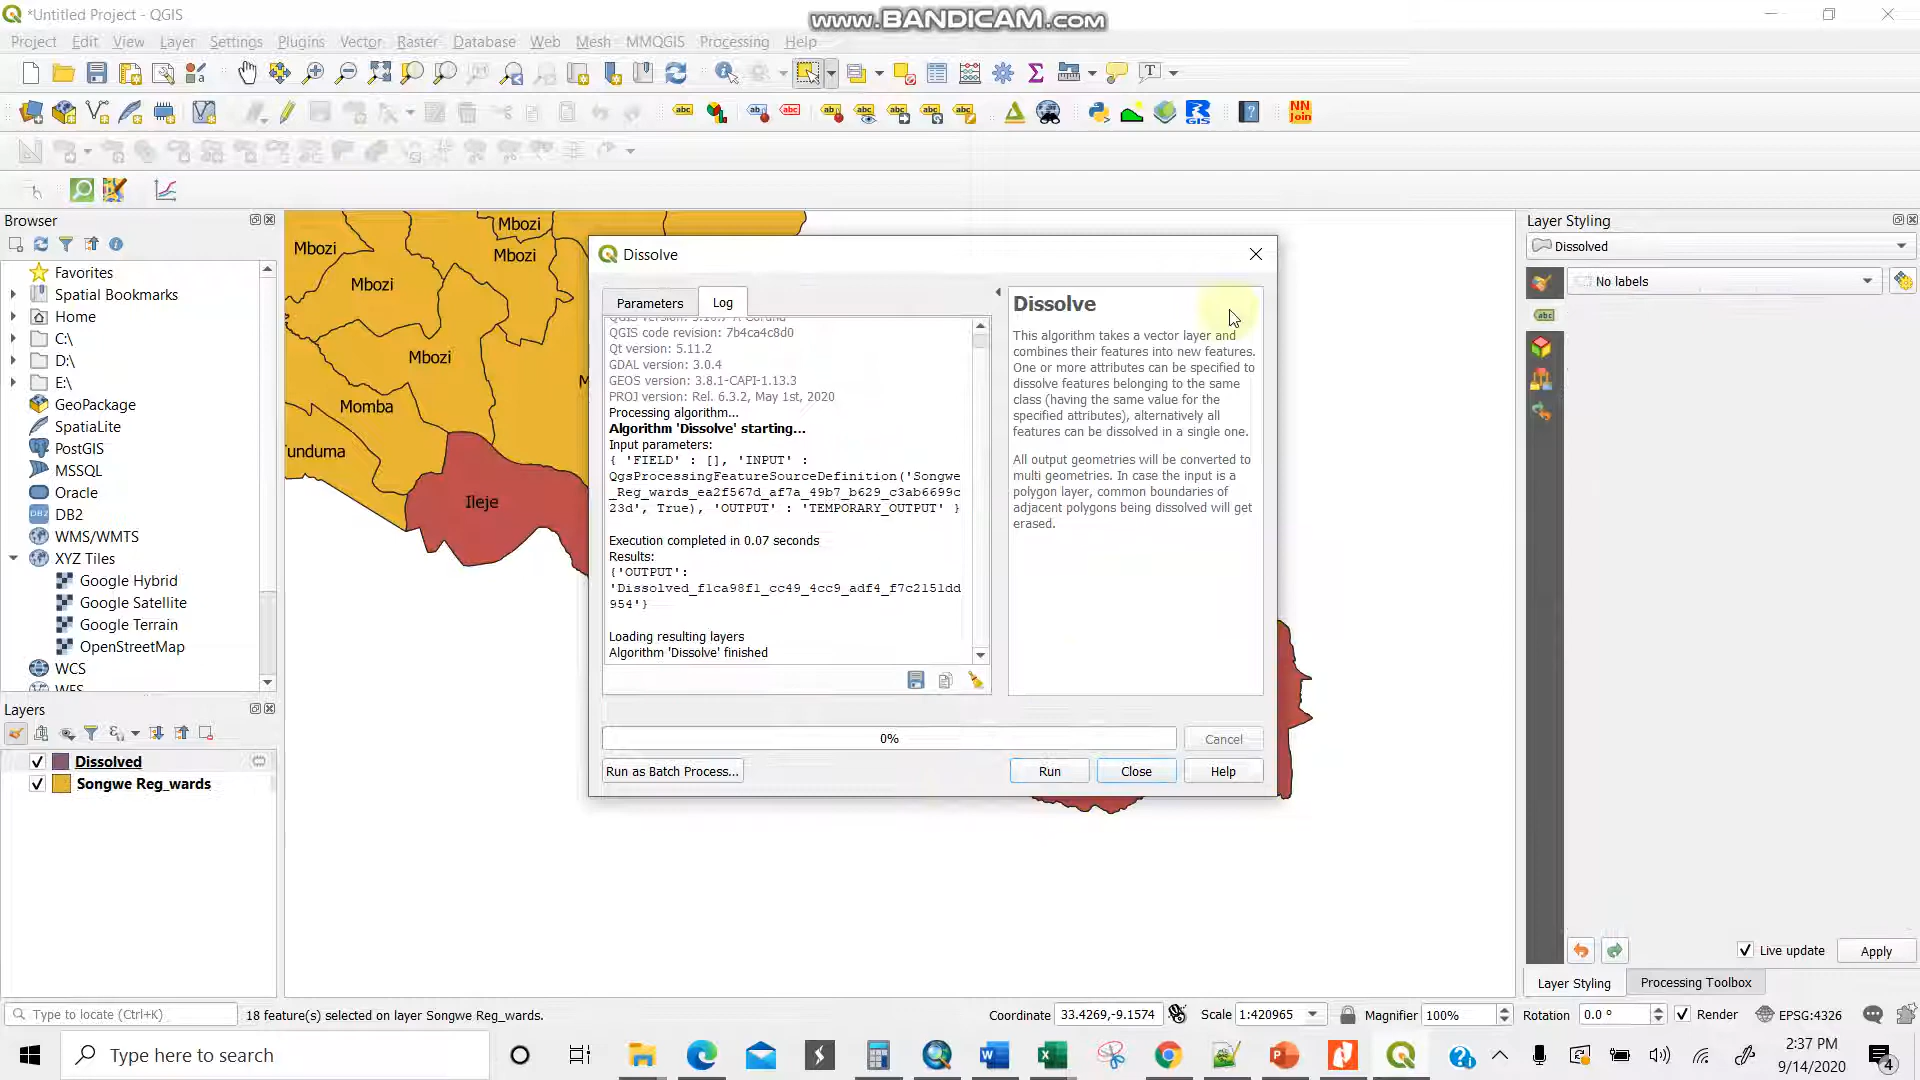 *Untitled Project - QGIS
www.BANDICAM.com
Project Edit View Layer Settings Plugins Vector Raster Database Web Mesh MMQGIS Processing Help
Browser
Favorites
Spatial Bookmarks
Home
C:\
D:\
E:\
GeoPackage
SpatiaLite
PostGIS
MSSQL
Oracle
DB2
WMS/WMTS
XYZ Tiles
Google Hybrid
Google Satellite
Google Terrain
OpenStreetMap
WCS
WFS
Layers
Dissolved
Songwe Reg_wards
Mbozi
Mbozi
Mbozi
Mbozi
Mbozi
Momba
unduma
Ileje
Dissolve
Parameters
Log
QGIS code revision: 7b4ca4c8d0
Qt version: 5.11.2
GDAL version: 3.0.4
GEOS version: 3.8.1-CAPI-1.13.3
PROJ version: Rel. 6.3.2, May 1st, 2020
Processing algorithm…
Algorithm 'Dissolve' starting…
Input parameters:
{ 'FIELD' : [], 'INPUT' :
QgsProcessingFeatureSourceDefinition('Songwe
_Reg_wards_ea2f567d_af7a_49b7_b629_c3ab6699c
23d', True), 'OUTPUT' : 'TEMPORARY_OUTPUT' }
Execution completed in 0.07 seconds
Results:
{'OUTPUT':
'Dissolved_f1ca98f1_cc49_4cc9_adf4_f7c2151dd
954'}
Loading resulting layers
Algorithm 'Dissolve' finished
Dissolve
This algorithm takes a vector layer and
combines their features into new features.
One or more attributes can be specified to
dissolve features belonging to the same
class (having the same value for the
specified attributes), alternatively all
features can be dissolved in a single one.
All output geometries will be converted to
multi geometries. In case the input is a
polygon layer, common boundaries of
adjacent polygons being dissolved will get
erased.
0%
Cancel
Run as Batch Process…
Run
Close
Help
Layer Styling
Dissolved
No labels
Live update
Apply
Layer Styling
Processing Toolbox
Type to locate (Ctrl+K)
18 feature(s) selected on layer Songwe Reg_wards.
Coordinate 33.4269,-9.1574
Scale 1:420965
Magnifier 100%
Rotation 0.0 °
Render
EPSG:4326
Type here to search
2:37 PM
9/14/2020
4